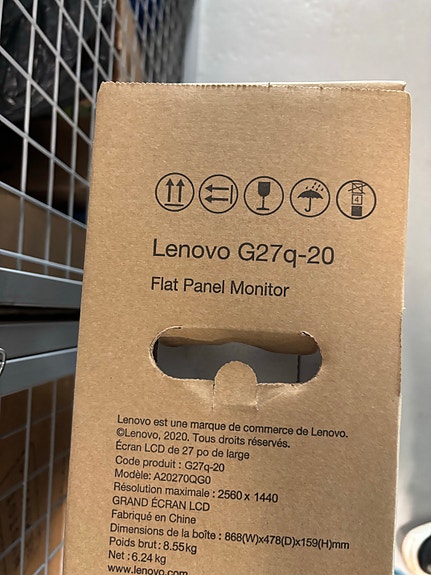 4
Lenovo G27q-20
Flat Panel Monitor
Lenovo est une marque de commerce de Lenovo.
©Lenovo, 2020. Tous droits réservés.
Écran LCD de 27 po de large
Code produit : G27q-20
Modèle: A20270QG0
Résolution maximale : 2560 x 1440
GRAND ÉCRAN LCD
Fabriqué en Chine
Dimensions de la boîte : 868(W)x478(D)x159(H)mm
Poids brut : 8.55kg
Net : 6.24kg
www.lenovo.com